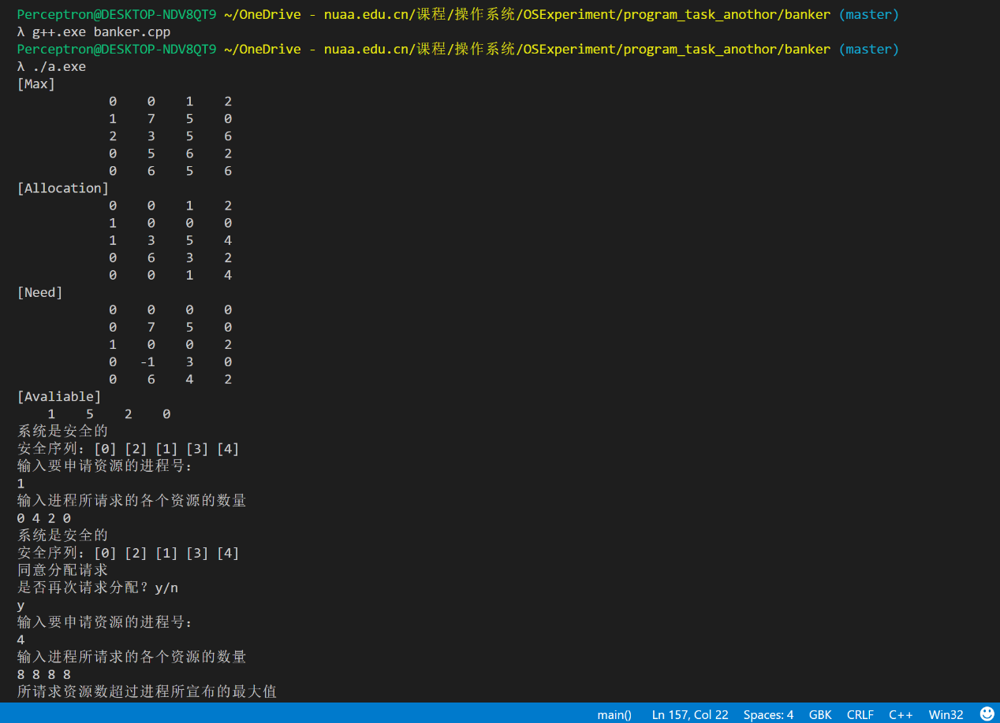 Perceptron@DESKTOP-NDV8QT9 ~/OneDrive - nuaa.edu.cn/课程/操作系统/OSExperiment/program_task_anothor/banker (master)
λ g++.exe banker.cpp
Perceptron@DESKTOP-NDV8QT9 ~/OneDrive - nuaa.edu.cn/课程/操作系统/OSExperiment/program_task_anothor/banker (master)
λ ./a.exe
[Max]
0 0 1 2
1 7 5 0
2 3 5 6
0 5 6 2
0 6 5 6
[Allocation]
0 0 1 2
1 0 0 0
1 3 5 4
0 6 3 2
0 0 1 4
[Need]
0 0 0 0
0 7 5 0
1 0 0 2
0 -1 3 0
0 6 4 2
[Avaliable]
1 5 2 0
系统是安全的
安全序列: [0] [2] [1] [3] [4]
输入要申请资源的进程号:
1
输入进程所请求的各个资源的数量
0 4 2 0
系统是安全的
安全序列: [0] [2] [1] [3] [4]
同意分配请求
是否再次请求分配? y/n
y
输入要申请资源的进程号:
4
输入进程所请求的各个资源的数量
8 8 8 8
所请求资源数超过进程所宣布的最大值
main() Ln 157, Col 22 Spaces: 4 GBK CRLF C++ Win32